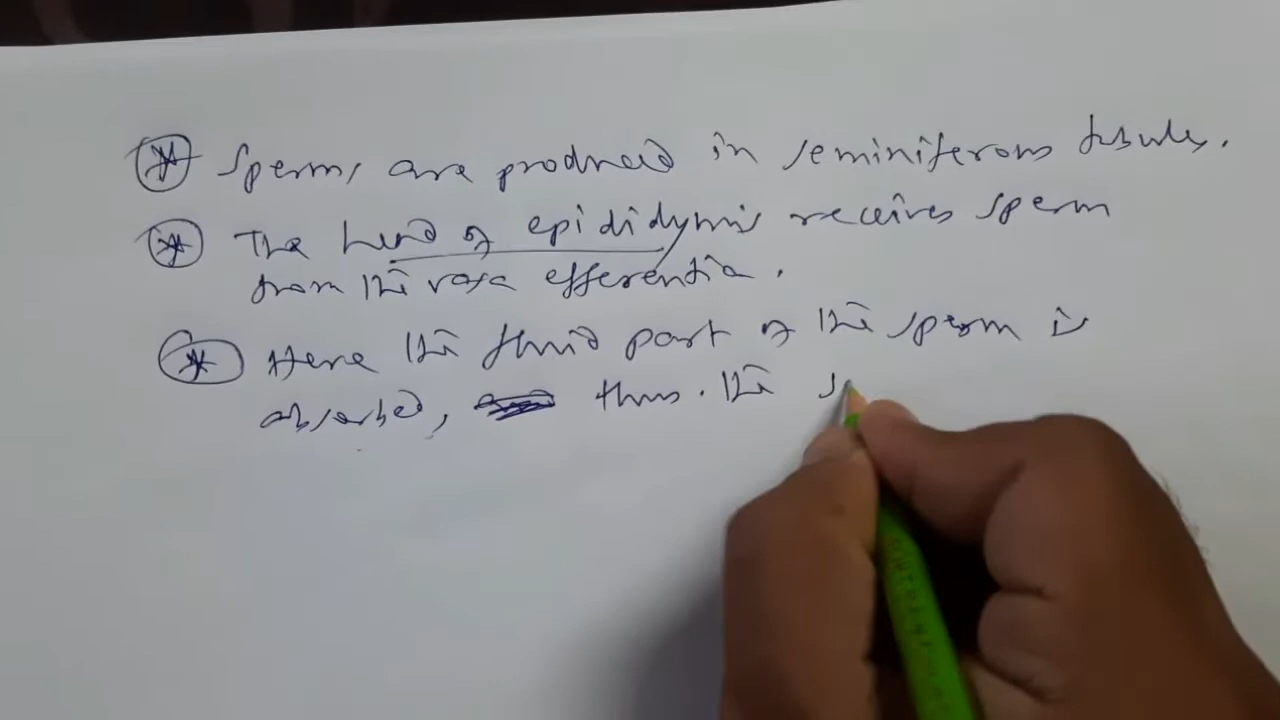 Sperms are produced in seminiferous tubules.
The head of epididymis receives sperm
from the vasa efferentia.
Here the fluid part of the sperm is
absorbed, thus. the s